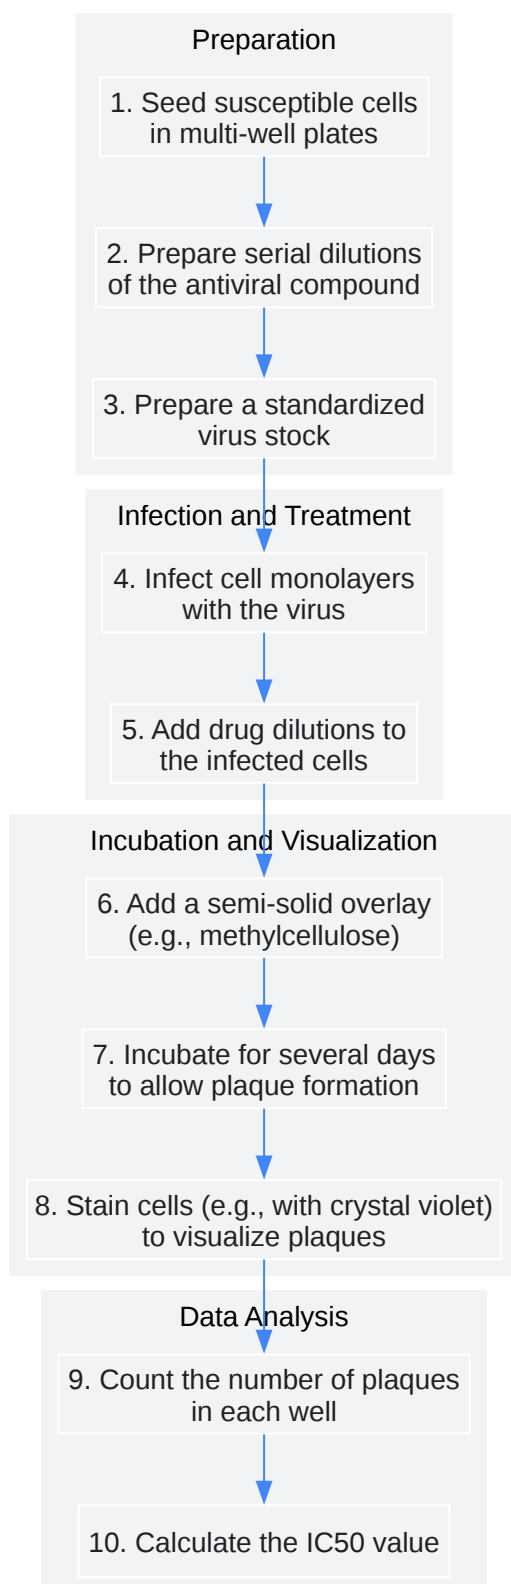 Preparation
1. Seed susceptible cells
in multi-well plates
2. Prepare serial dilutions
of the antiviral compound
3. Prepare a standardized
virus stock
Infection and Treatment
4. Infect cell monolayers
with the virus
5. Add drug dilutions to
the infected cells
Incubation and Visualization
6. Add a semi-solid overlay
(e.g., methylcellulose)
7. Incubate for several days
to allow plaque formation
8. Stain cells (e.g., with crystal violet)
to visualize plaques
Data Analysis
9. Count the number of plaques
in each well
10. Calculate the IC50 value